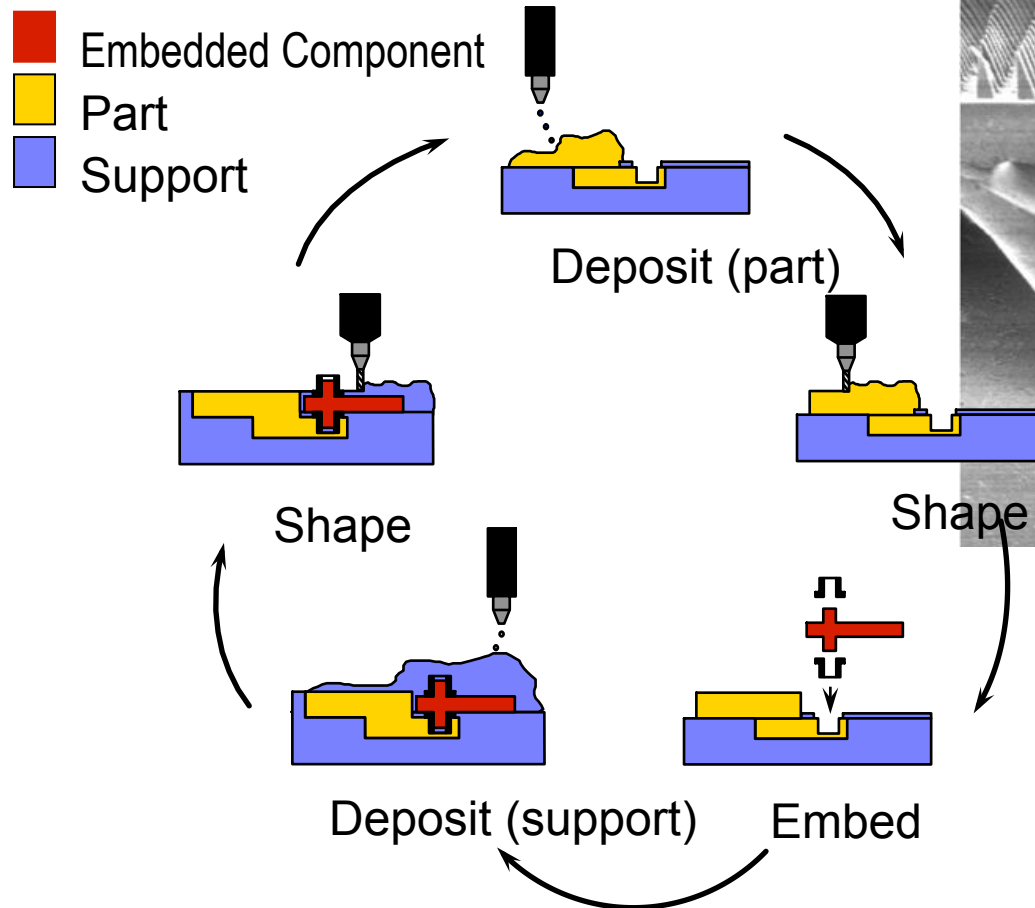 Embedded Component
Part
Support
Deposit (part)
Shape
Shape
Deposit (support)
Embed